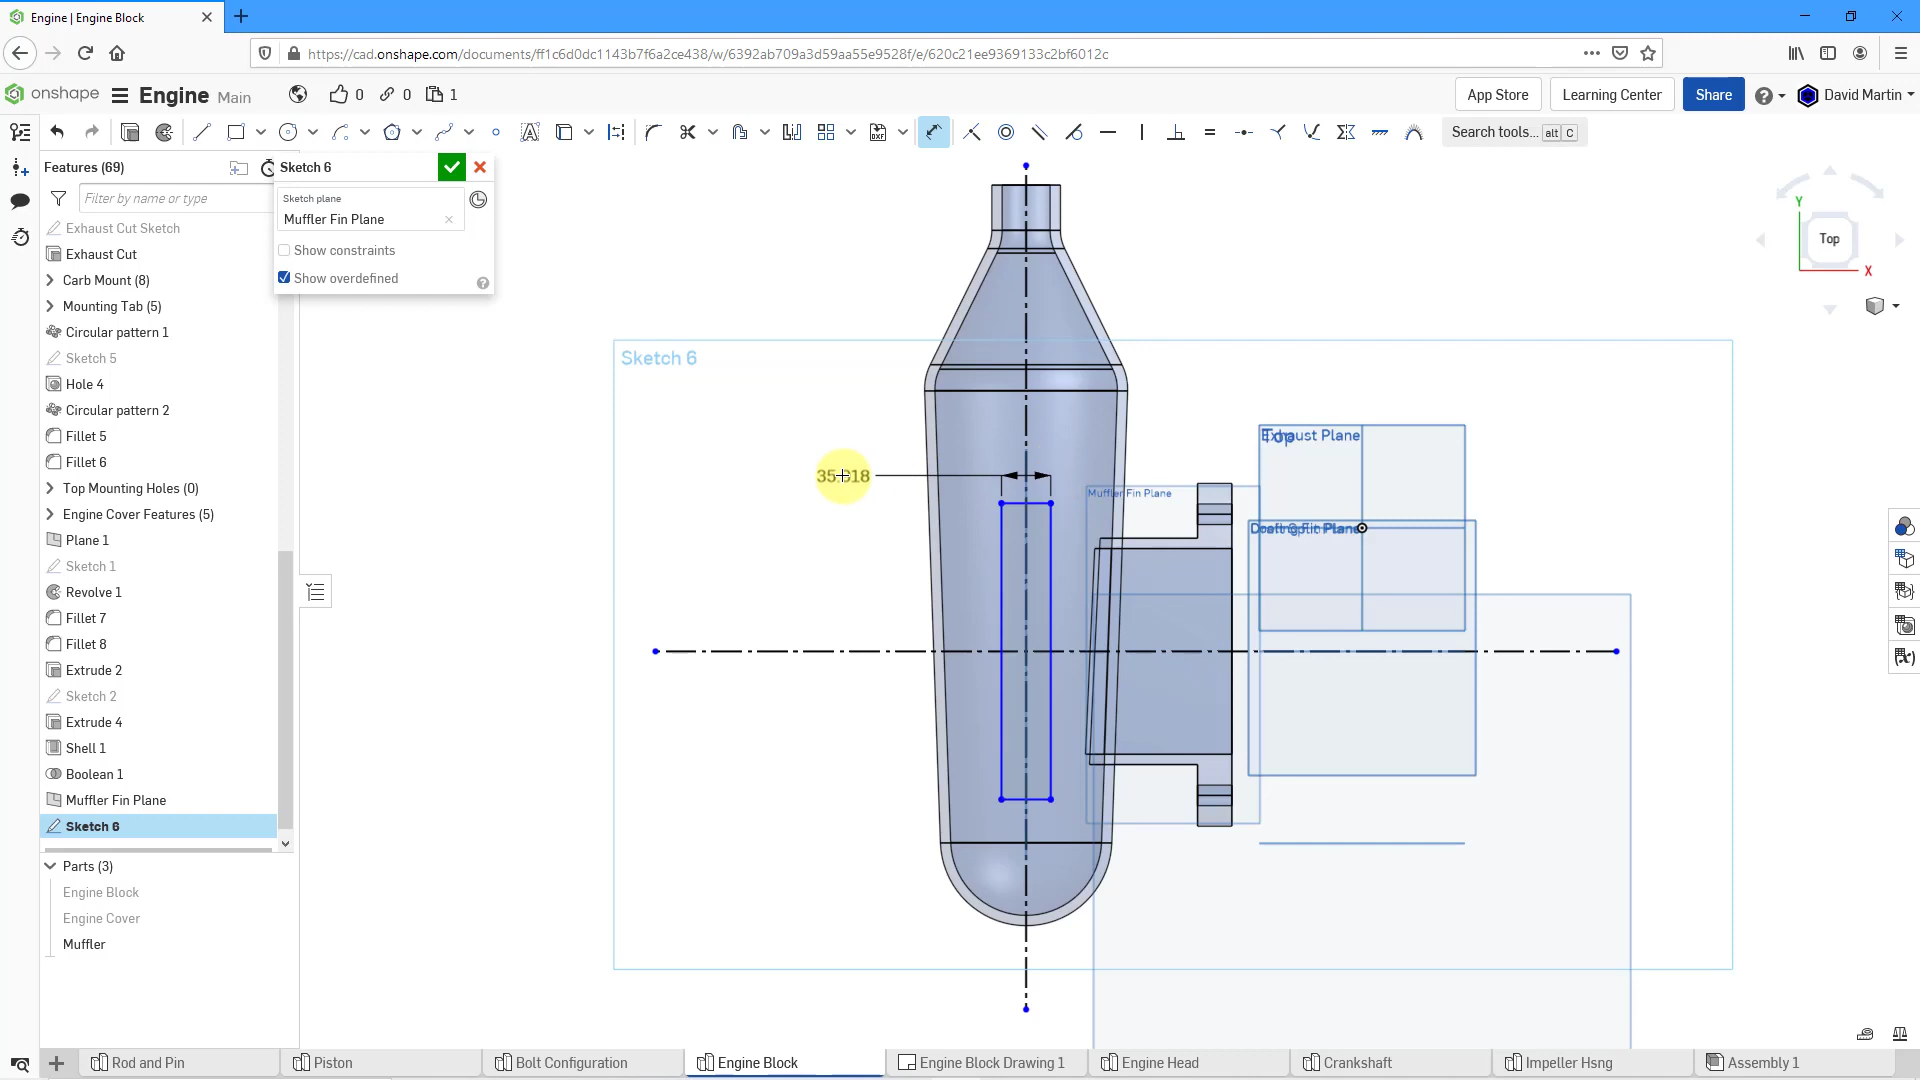 Engine | Engine Block
https://cad.onshape.com/documents/ff1c6d0dc1143b7f6a2ce438/w/6392ab709a3d59aa55e9528f/e/620c21ee9369133c2bf6012c
onshape
Engine Main
0
0
1
App Store
Learning Center
Share
David Martin
Search tools... alt C
Features (69)
Filter by name or type
Exhaust Cut Sketch
Exhaust Cut
Carb Mount (8)
Mounting Tab (5)
Circular pattern 1
Sketch 5
Hole 4
Circular pattern 2
Fillet 5
Fillet 6
Top Mounting Holes (0)
Engine Cover Features (5)
Plane 1
Sketch 1
Revolve 1
Fillet 7
Fillet 8
Extrude 2
Sketch 2
Extrude 4
Shell 1
Boolean 1
Muffler Fin Plane
Sketch 6
Parts (3)
Engine Block
Engine Cover
Muffler
Sketch 6
Sketch plane
Muffler Fin Plane
Show constraints
Show overdefined
Sketch 6
Top
Exhaust Plane
Muffler Fin Plane
Y
Top
X
Rod and Pin
Piston
Bolt Configuration
Engine Block
Engine Block Drawing 1
Engine Head
Crankshaft
Impeller Hsng
Assembly 1